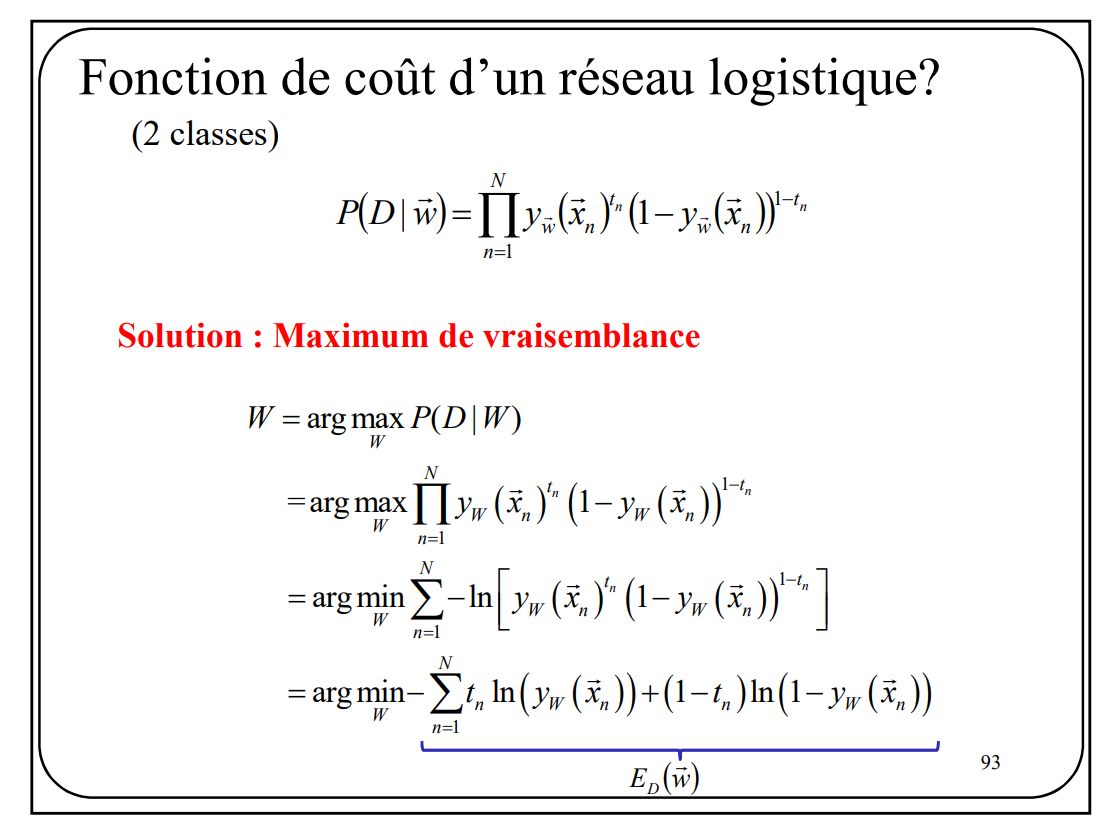 Fonction de coût d’un réseau logistique?
(2 classes)
P(D | w⃗) = ∏_{n=1}^{N} y_{w⃗}(x⃗_n)^{t_n} (1 − y_{w⃗}(x⃗_n))^{1−t_n}
Solution : Maximum de vraisemblance
W = arg max_W P(D | W)
= arg max_W ∏_{n=1}^{N} y_W(x⃗_n)^{t_n} (1 − y_W(x⃗_n))^{1−t_n}
= arg min_W ∑_{n=1}^{N} −ln[ y_W(x⃗_n)^{t_n} (1 − y_W(x⃗_n))^{1−t_n} ]
= arg min_W − ∑_{n=1}^{N} t_n ln(y_W(x⃗_n)) + (1 − t_n) ln(1 − y_W(x⃗_n))
E_D(w⃗)
93